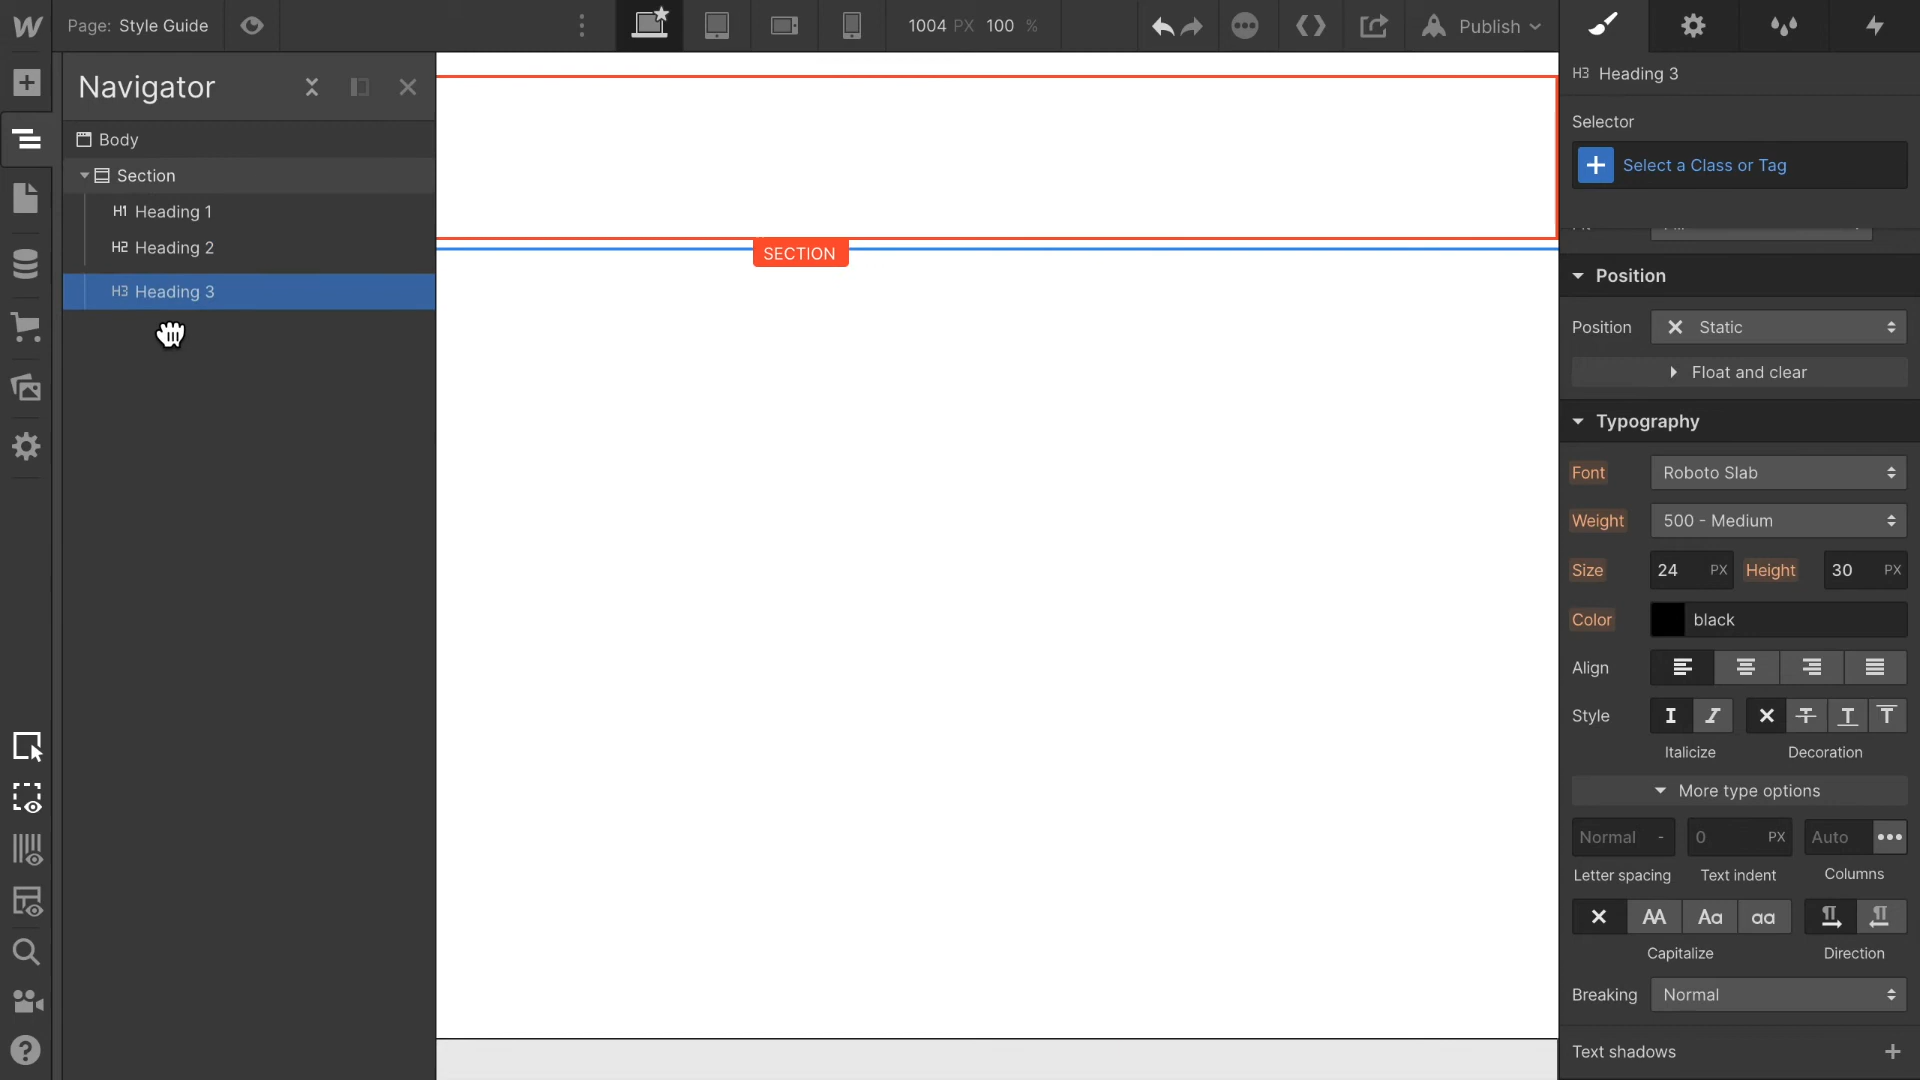 Page: Style Guide
1004 PX 100 %
Publish
Navigator
Body
Section
H1 Heading 1
H2 Heading 2
H3 Heading 3
SECTION
H3 Heading 3
Selector
Select a Class or Tag
Position
Position Static
Float and clear
Typography
Font Roboto Slab
Weight 500 - Medium
Size 24 PX Height 30 PX
Color black
Align
Style
Italicize Decoration
More type options
Normal - 0 PX Auto
Letter spacing Text indent Columns
AA Aa aa
Capitalize Direction
Breaking Normal
Text shadows